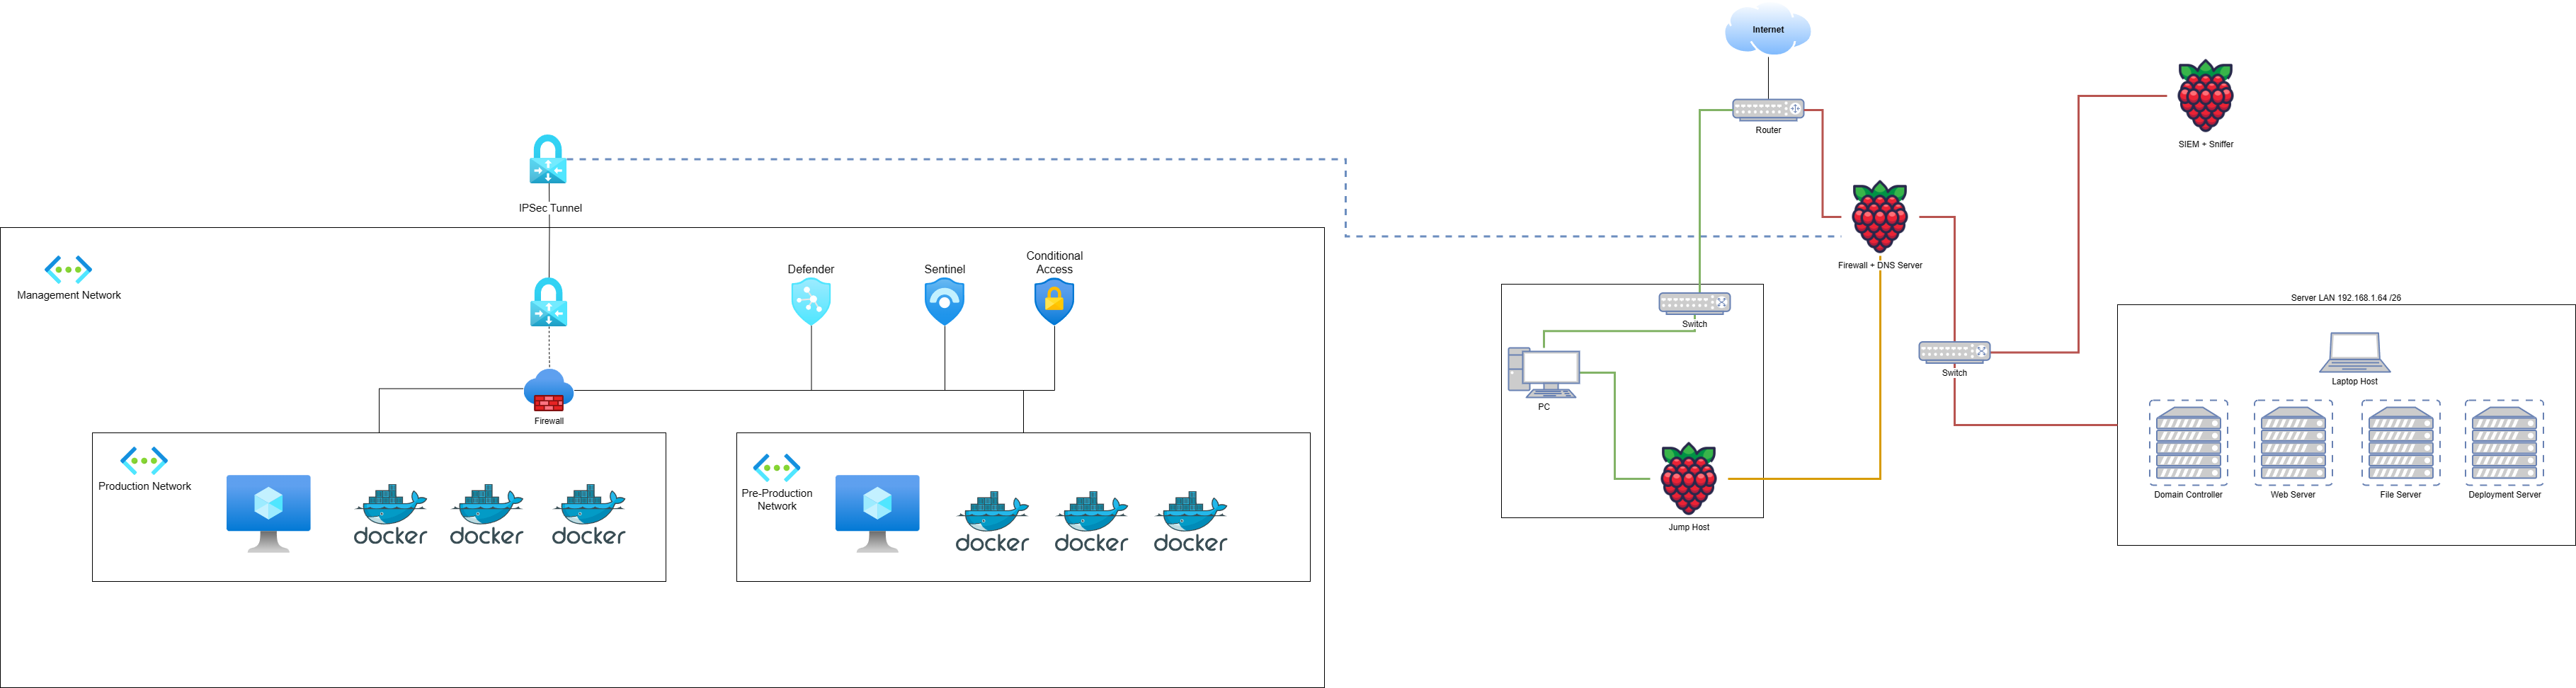 Internet
Router
SIEM + Sniffer
IPSec Tunnel
Firewall + DNS Server
Management Network
Defender
Sentinel
Conditional
Access
Firewall
Production Network
docker
docker
docker
Pre-Production
Network
docker
docker
docker
Switch
PC
Jump Host
Switch
Server LAN 192.168.1.64 /26
Laptop Host
Domain Controller
Web Server
File Server
Deployment Server